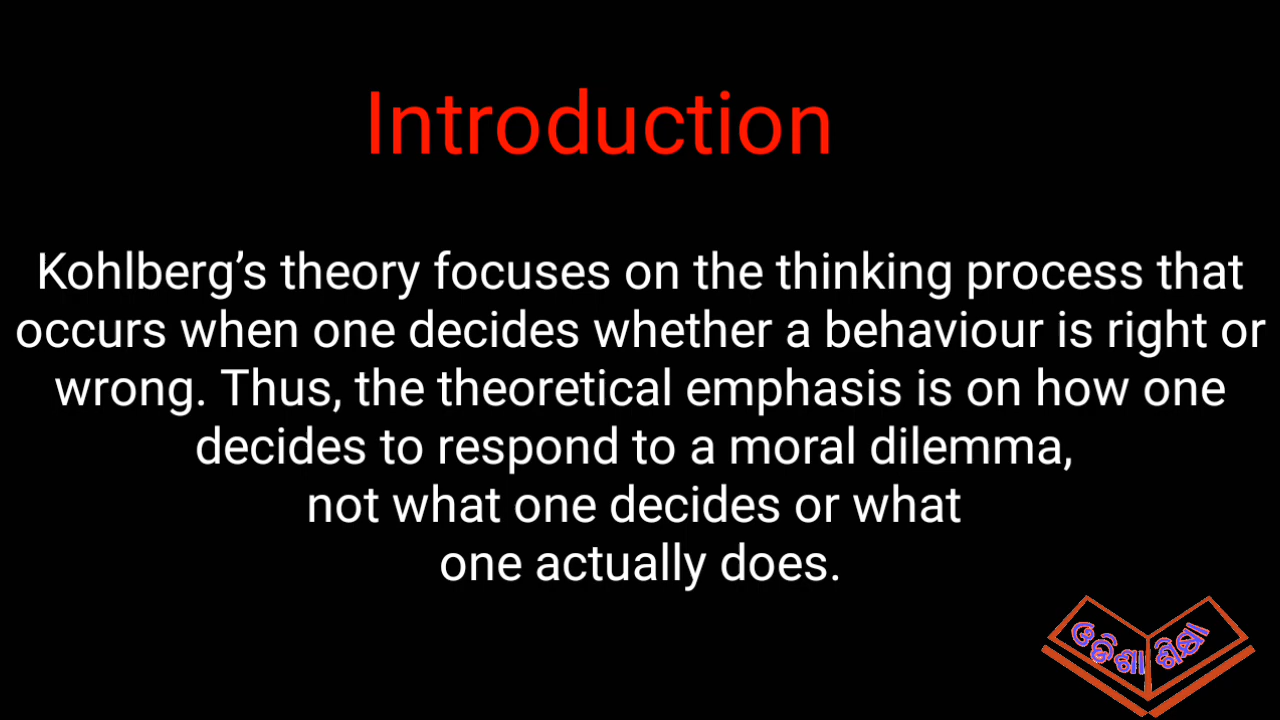 Introduction
Kohlberg’s theory focuses on the thinking process that
occurs when one decides whether a behaviour is right or
wrong. Thus, the theoretical emphasis is on how one
decides to respond to a moral dilemma,
not what one decides or what
one actually does.
ଓଡିଶା ଶିକ୍ଷା